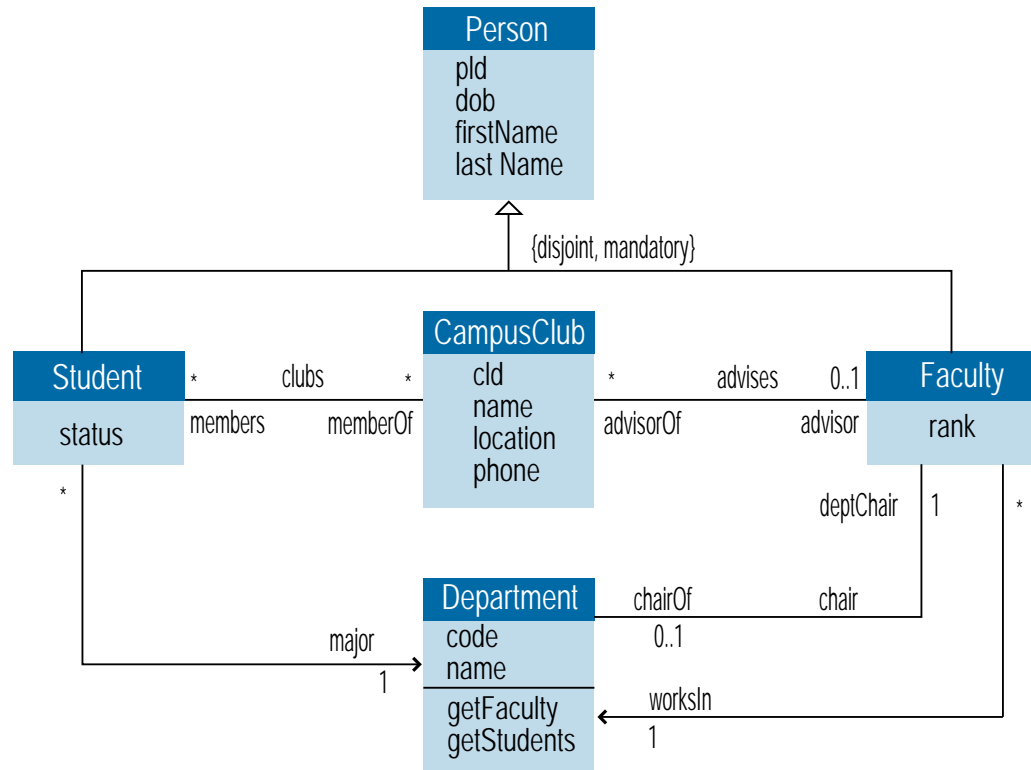 Person
pId
dob
firstName
last Name
{disjoint, mandatory}
Student
status
* clubs *
members memberOf
CampusClub
cId
name
location
phone
* advises 0..1
advisorOf advisor
Faculty
rank
*
deptChair 1
*
Department
code
name
getFaculty
getStudents
chairOf chair
0..1
major
1
worksIn
1